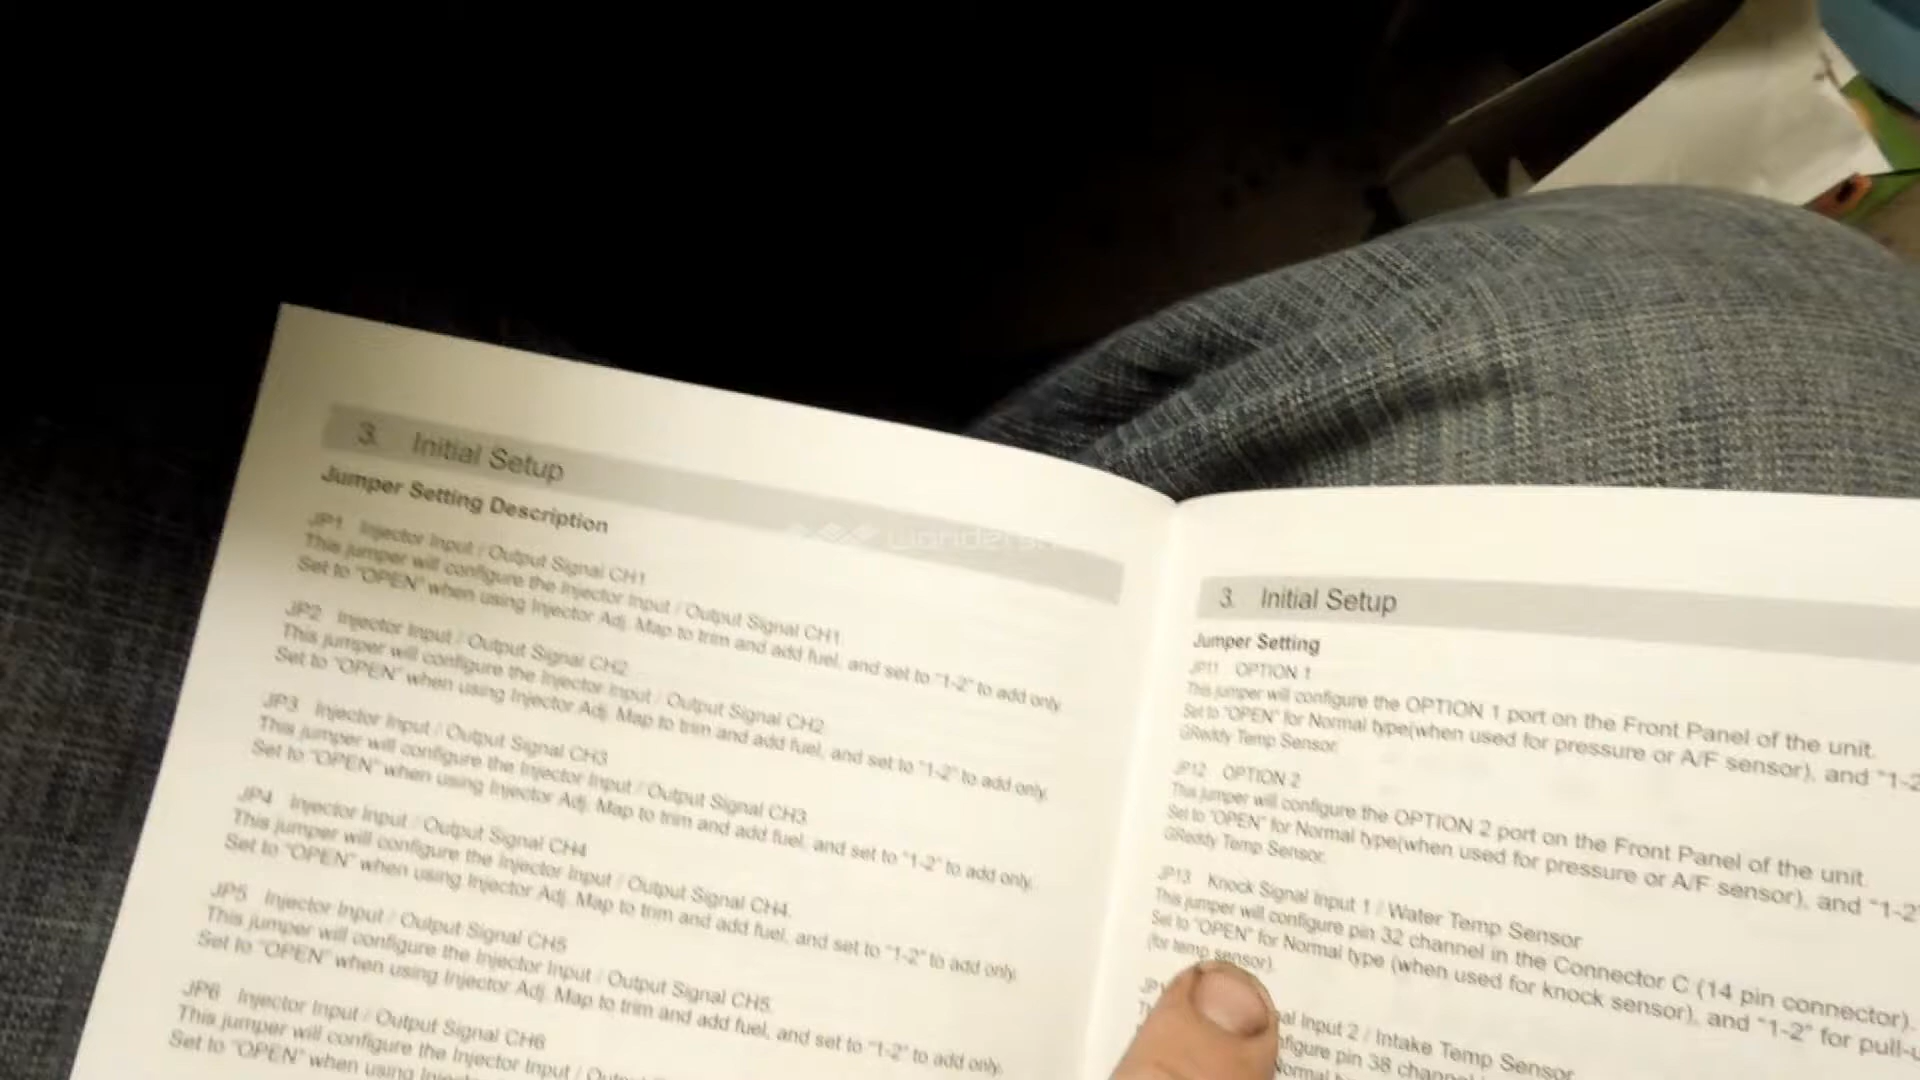 3. Initial Setup
Jumper Setting Description
JP1 Injector Input / Output Signal CH1
This jumper will configure the Injector Input / Output Signal CH1.
Set to "OPEN" when using Injector Adj. Map to trim and add fuel, and set to "1-2" to add only.
JP2 Injector Input / Output Signal CH2
This jumper will configure the Injector Input / Output Signal CH2
Set to "OPEN" when using Injector Adj. Map to trim and add fuel, and set to "1-2" to add only.
JP3 Injector Input / Output Signal CH3
This jumper will configure the Injector Input / Output Signal CH3.
Set to "OPEN" when using Injector Adj. Map to trim and add fuel, and set to "1-2" to add only.
JP4 Injector Input / Output Signal CH4
This jumper will configure the Injector Input / Output Signal CH4.
Set to "OPEN" when using Injector Adj. Map to trim and add fuel, and set to "1-2" to add only.
JP5 Injector Input / Output Signal CH5
This jumper will configure the Injector Input / Output Signal CH5.
Set to "OPEN" when using Injector Adj. Map to trim and add fuel, and set to "1-2" to add only.
JP6 Injector Input / Output Signal CH6
This jumper will configure the Injector Input /
Set to "OPEN" when using
3. Initial Setup
Jumper Setting
JP11 OPTION 1
This jumper will configure the OPTION 1 port on the Front Panel of the unit.
Set to "OPEN" for Normal type(when used for pressure or A/F sensor), and "1-2
GReddy Temp Sensor.
JP12 OPTION 2
This jumper will configure the OPTION 2 port on the Front Panel of the unit.
Set to "OPEN" for Normal type(when used for pressure or A/F sensor), and "1-2"
GReddy Temp Sensor.
JP13 Knock Signal Input 1 / Water Temp Sensor
This jumper will configure pin 32 channel in the Connector C (14 pin connector).
Set to "OPEN" for Normal type (when used for knock sensor), and "1-2" for pull-u
(for temp sensor).
Input 2 / Intake Temp Sensor
pin 38